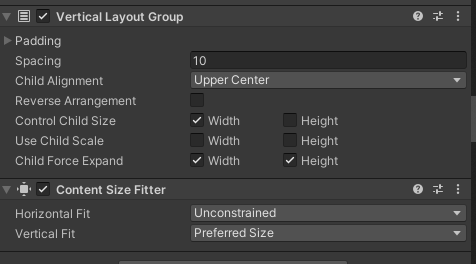 Vertical Layout Group
Padding
Spacing 10
Child Alignment Upper Center
Reverse Arrangement
Control Child Size Width Height
Use Child Scale Width Height
Child Force Expand Width Height
Content Size Fitter
Horizontal Fit Unconstrained
Vertical Fit Preferred Size